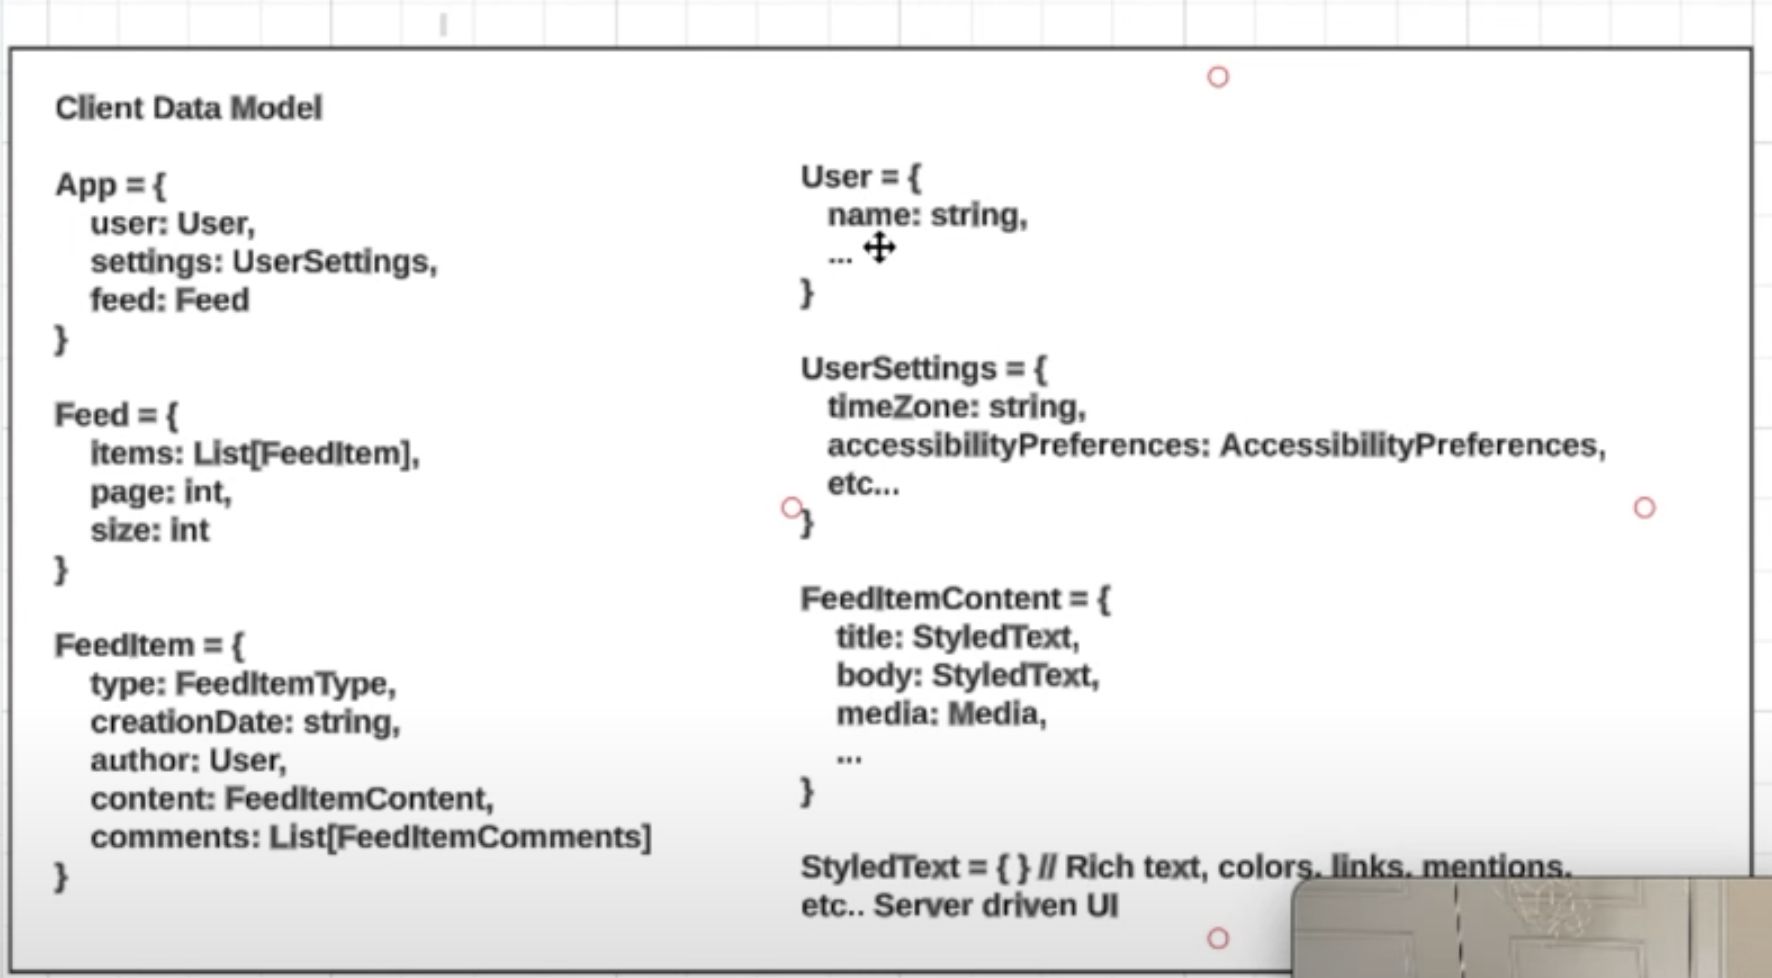 Client Data Model
App = {
user: User,
settings: UserSettings,
feed: Feed
}
Feed = {
items: List[FeedItem],
page: int,
size: int
}
FeedItem = {
type: FeedItemType,
creationDate: string,
author: User,
content: FeedItemContent,
comments: List[FeedItemComments]
}
User = {
name: string,
...
}
UserSettings = {
timeZone: string,
accessibilityPreferences: AccessibilityPreferences,
etc...
}
FeedItemContent = {
title: StyledText,
body: StyledText,
media: Media,
...
}
StyledText = { } // Rich text, colors, links, mentions,
etc.. Server driven UI